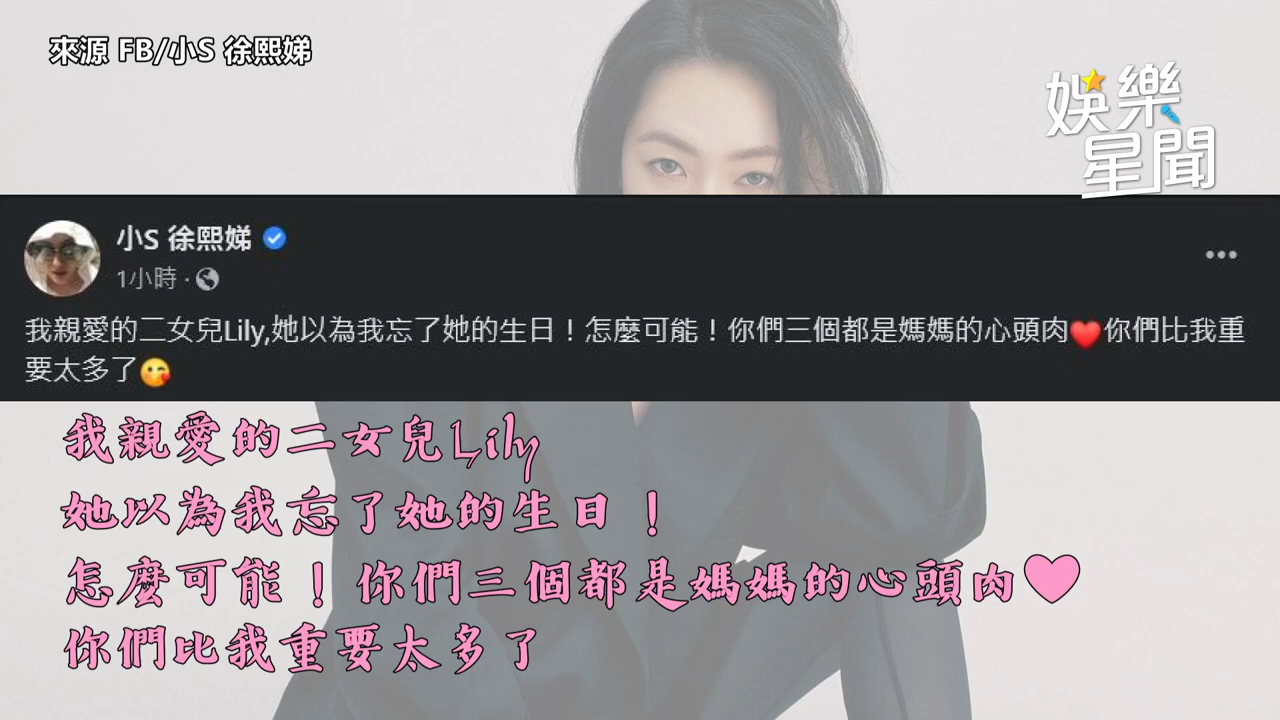 來源 FB/小S 徐熙娣
娛樂
星聞
小S 徐熙娣
1小時 ·
我親愛的二女兒Lily,她以為我忘了她的生日！怎麼可能！你們三個都是媽媽的心頭肉❤️你們比我重
要太多了😘
我親愛的二女兒Lily
她以為我忘了她的生日！
怎麼可能！你們三個都是媽媽的心頭肉♥
你們比我重要太多了